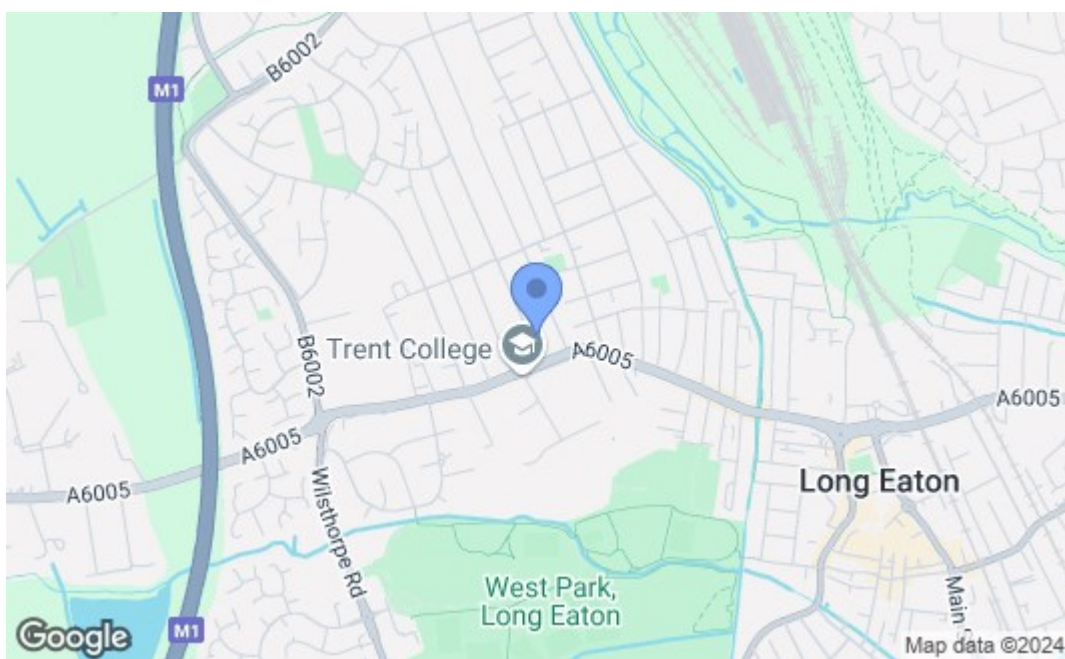 B6002
M1
B6002
Trent College
A6005
A6005
A6005
A6005
Wilsthorpe Rd
Long Eaton
West Park,
Long Eaton
Main
M1
Google
Map data ©2024